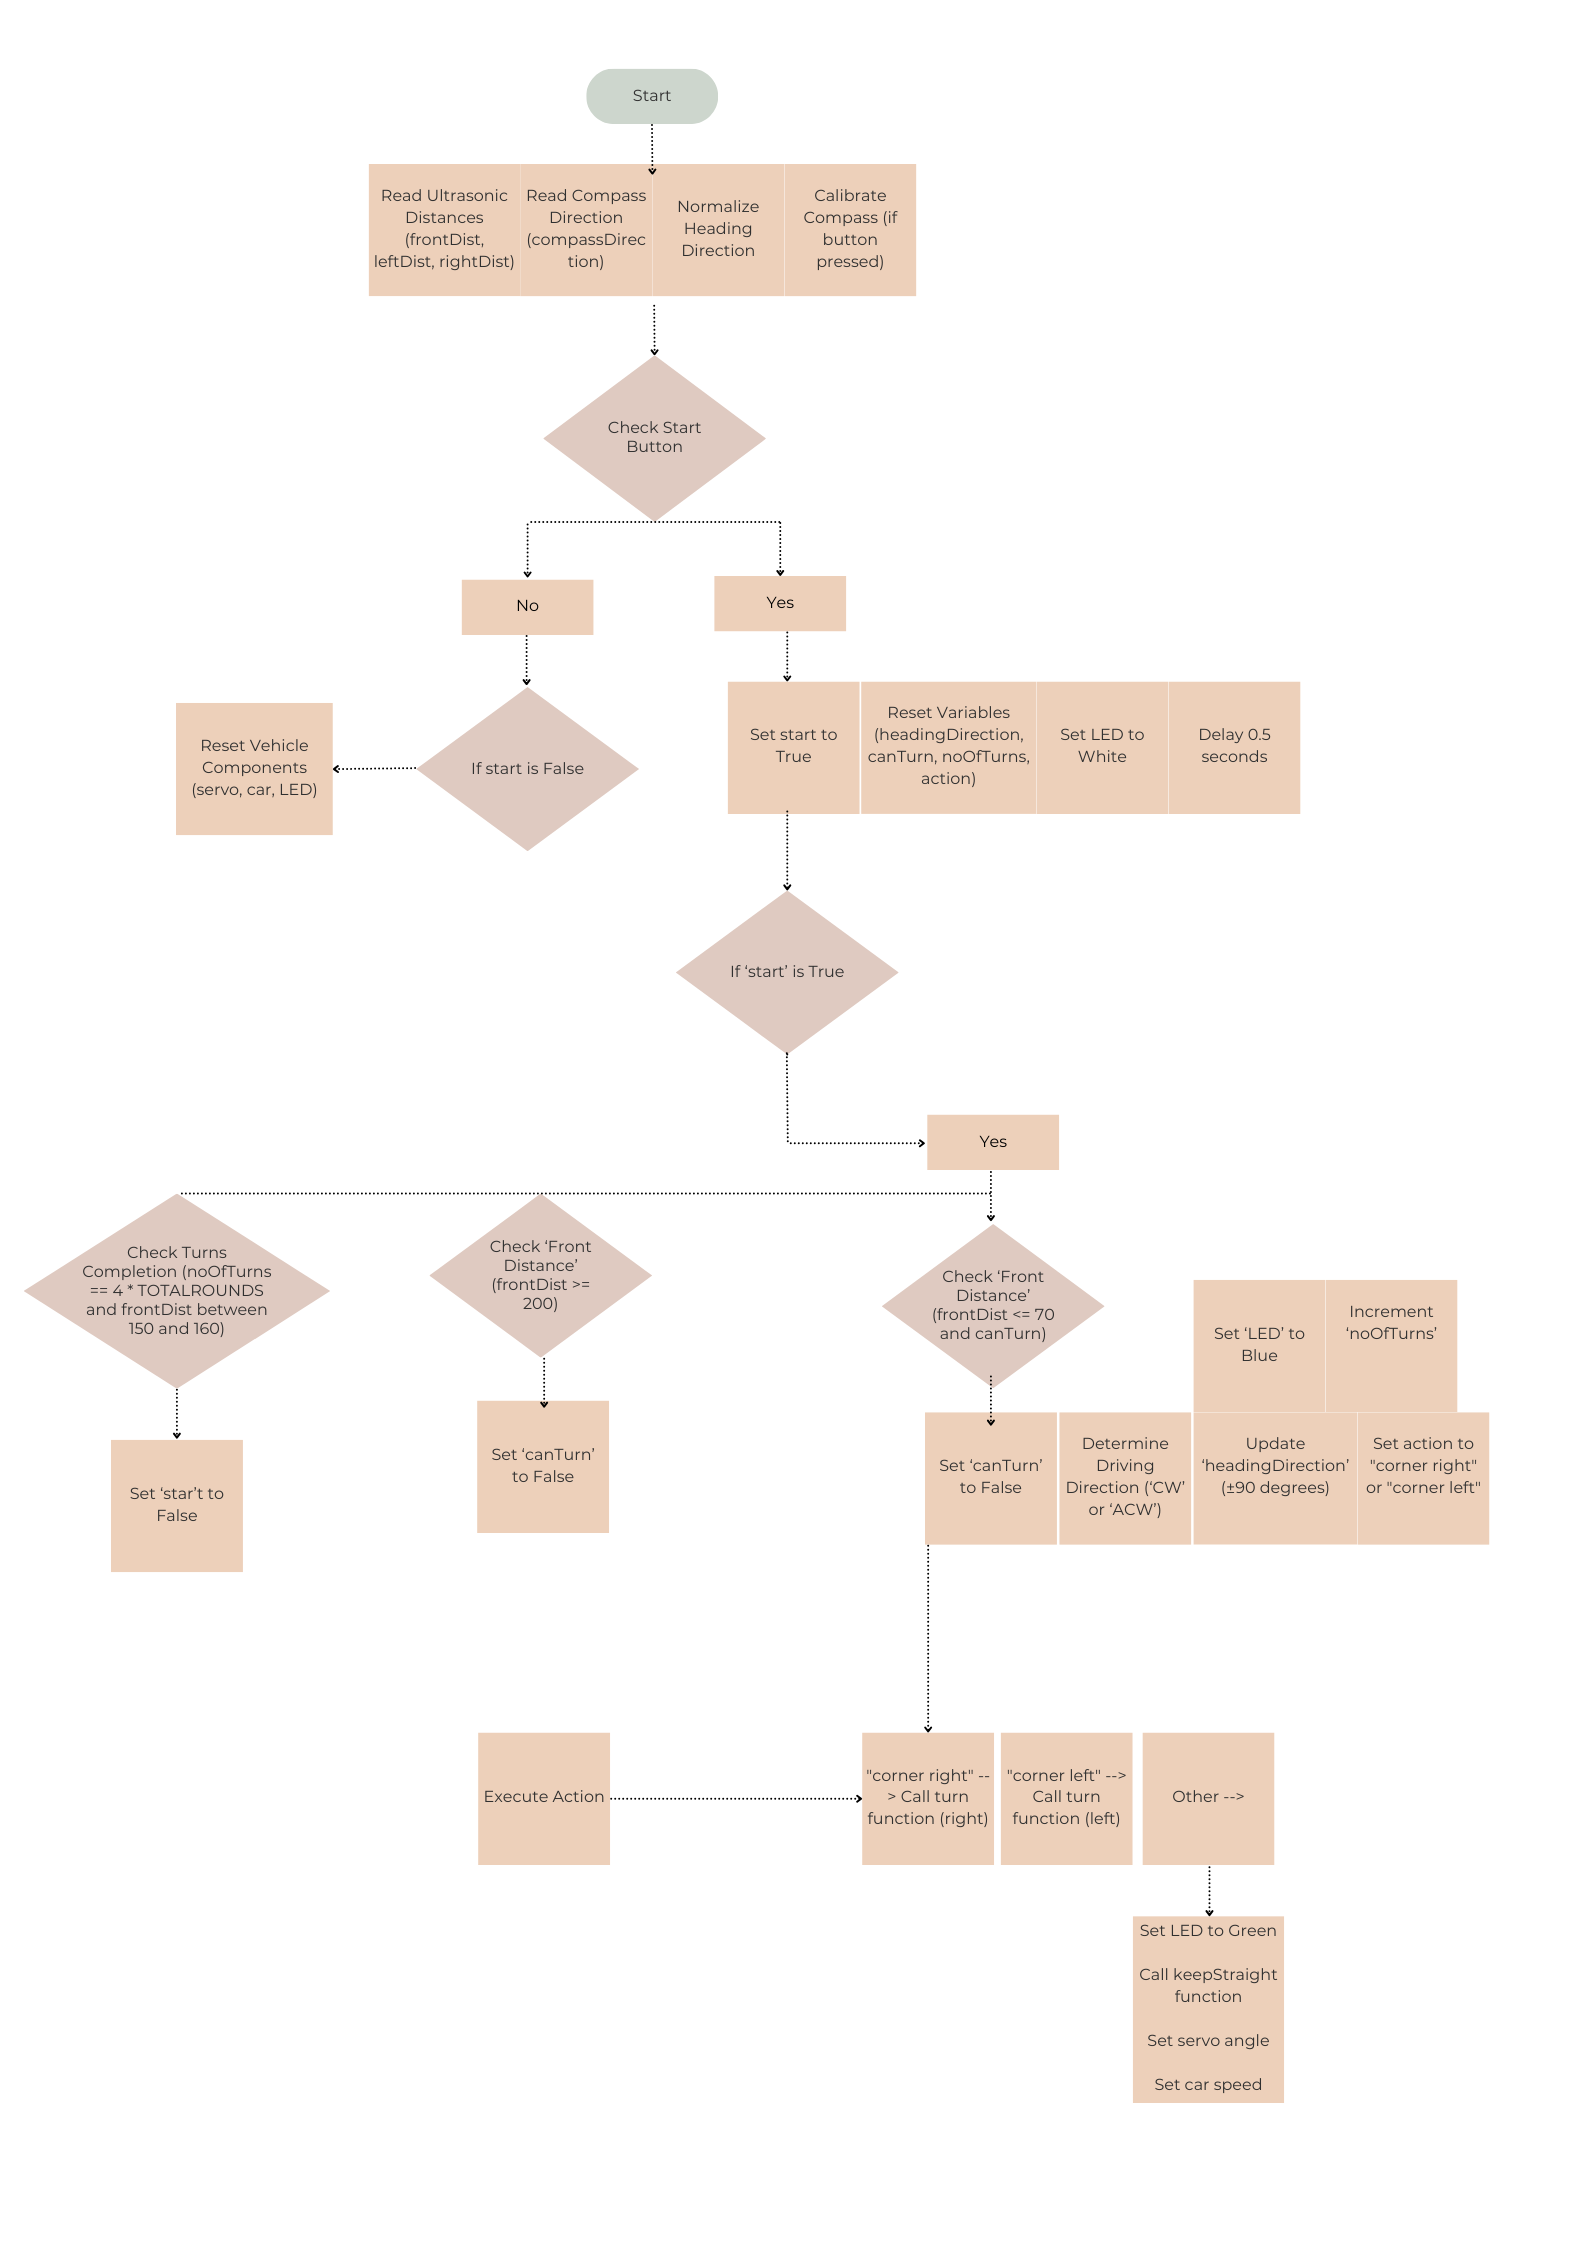 Start
Read Ultrasonic
Distances
(frontDist,
leftDist, rightDist)
Read Compass
Direction
(compassDirec
tion)
Normalize
Heading
Direction
Calibrate
Compass (if
button
pressed)
Check Start
Button
No
Yes
Reset Vehicle
Components
(servo, car, LED)
If start is False
Set start to
True
Reset Variables
(headingDirection,
canTurn, noOfTurns,
action)
Set LED to
White
Delay 0.5
seconds
If ‘start’ is True
Yes
Check Turns
Completion (noOfTurns
== 4 * TOTALROUNDS
and frontDist between
150 and 160)
Check ‘Front
Distance’
(frontDist >=
200)
Check ‘Front
Distance’
(frontDist <= 70
and canTurn)
Set ‘LED’ to
Blue
Increment
‘noOfTurns’
Set ‘star’t to
False
Set ‘canTurn’
to False
Set ‘canTurn’
to False
Determine
Driving
Direction (‘CW’
or ‘ACW’)
Update
‘headingDirection’
(±90 degrees)
Set action to
"corner right"
or "corner left"
Execute Action
"corner right" --
> Call turn
function (right)
"corner left" -->
Call turn
function (left)
Other -->
Set LED to Green
Call keepStraight
function
Set servo angle
Set car speed